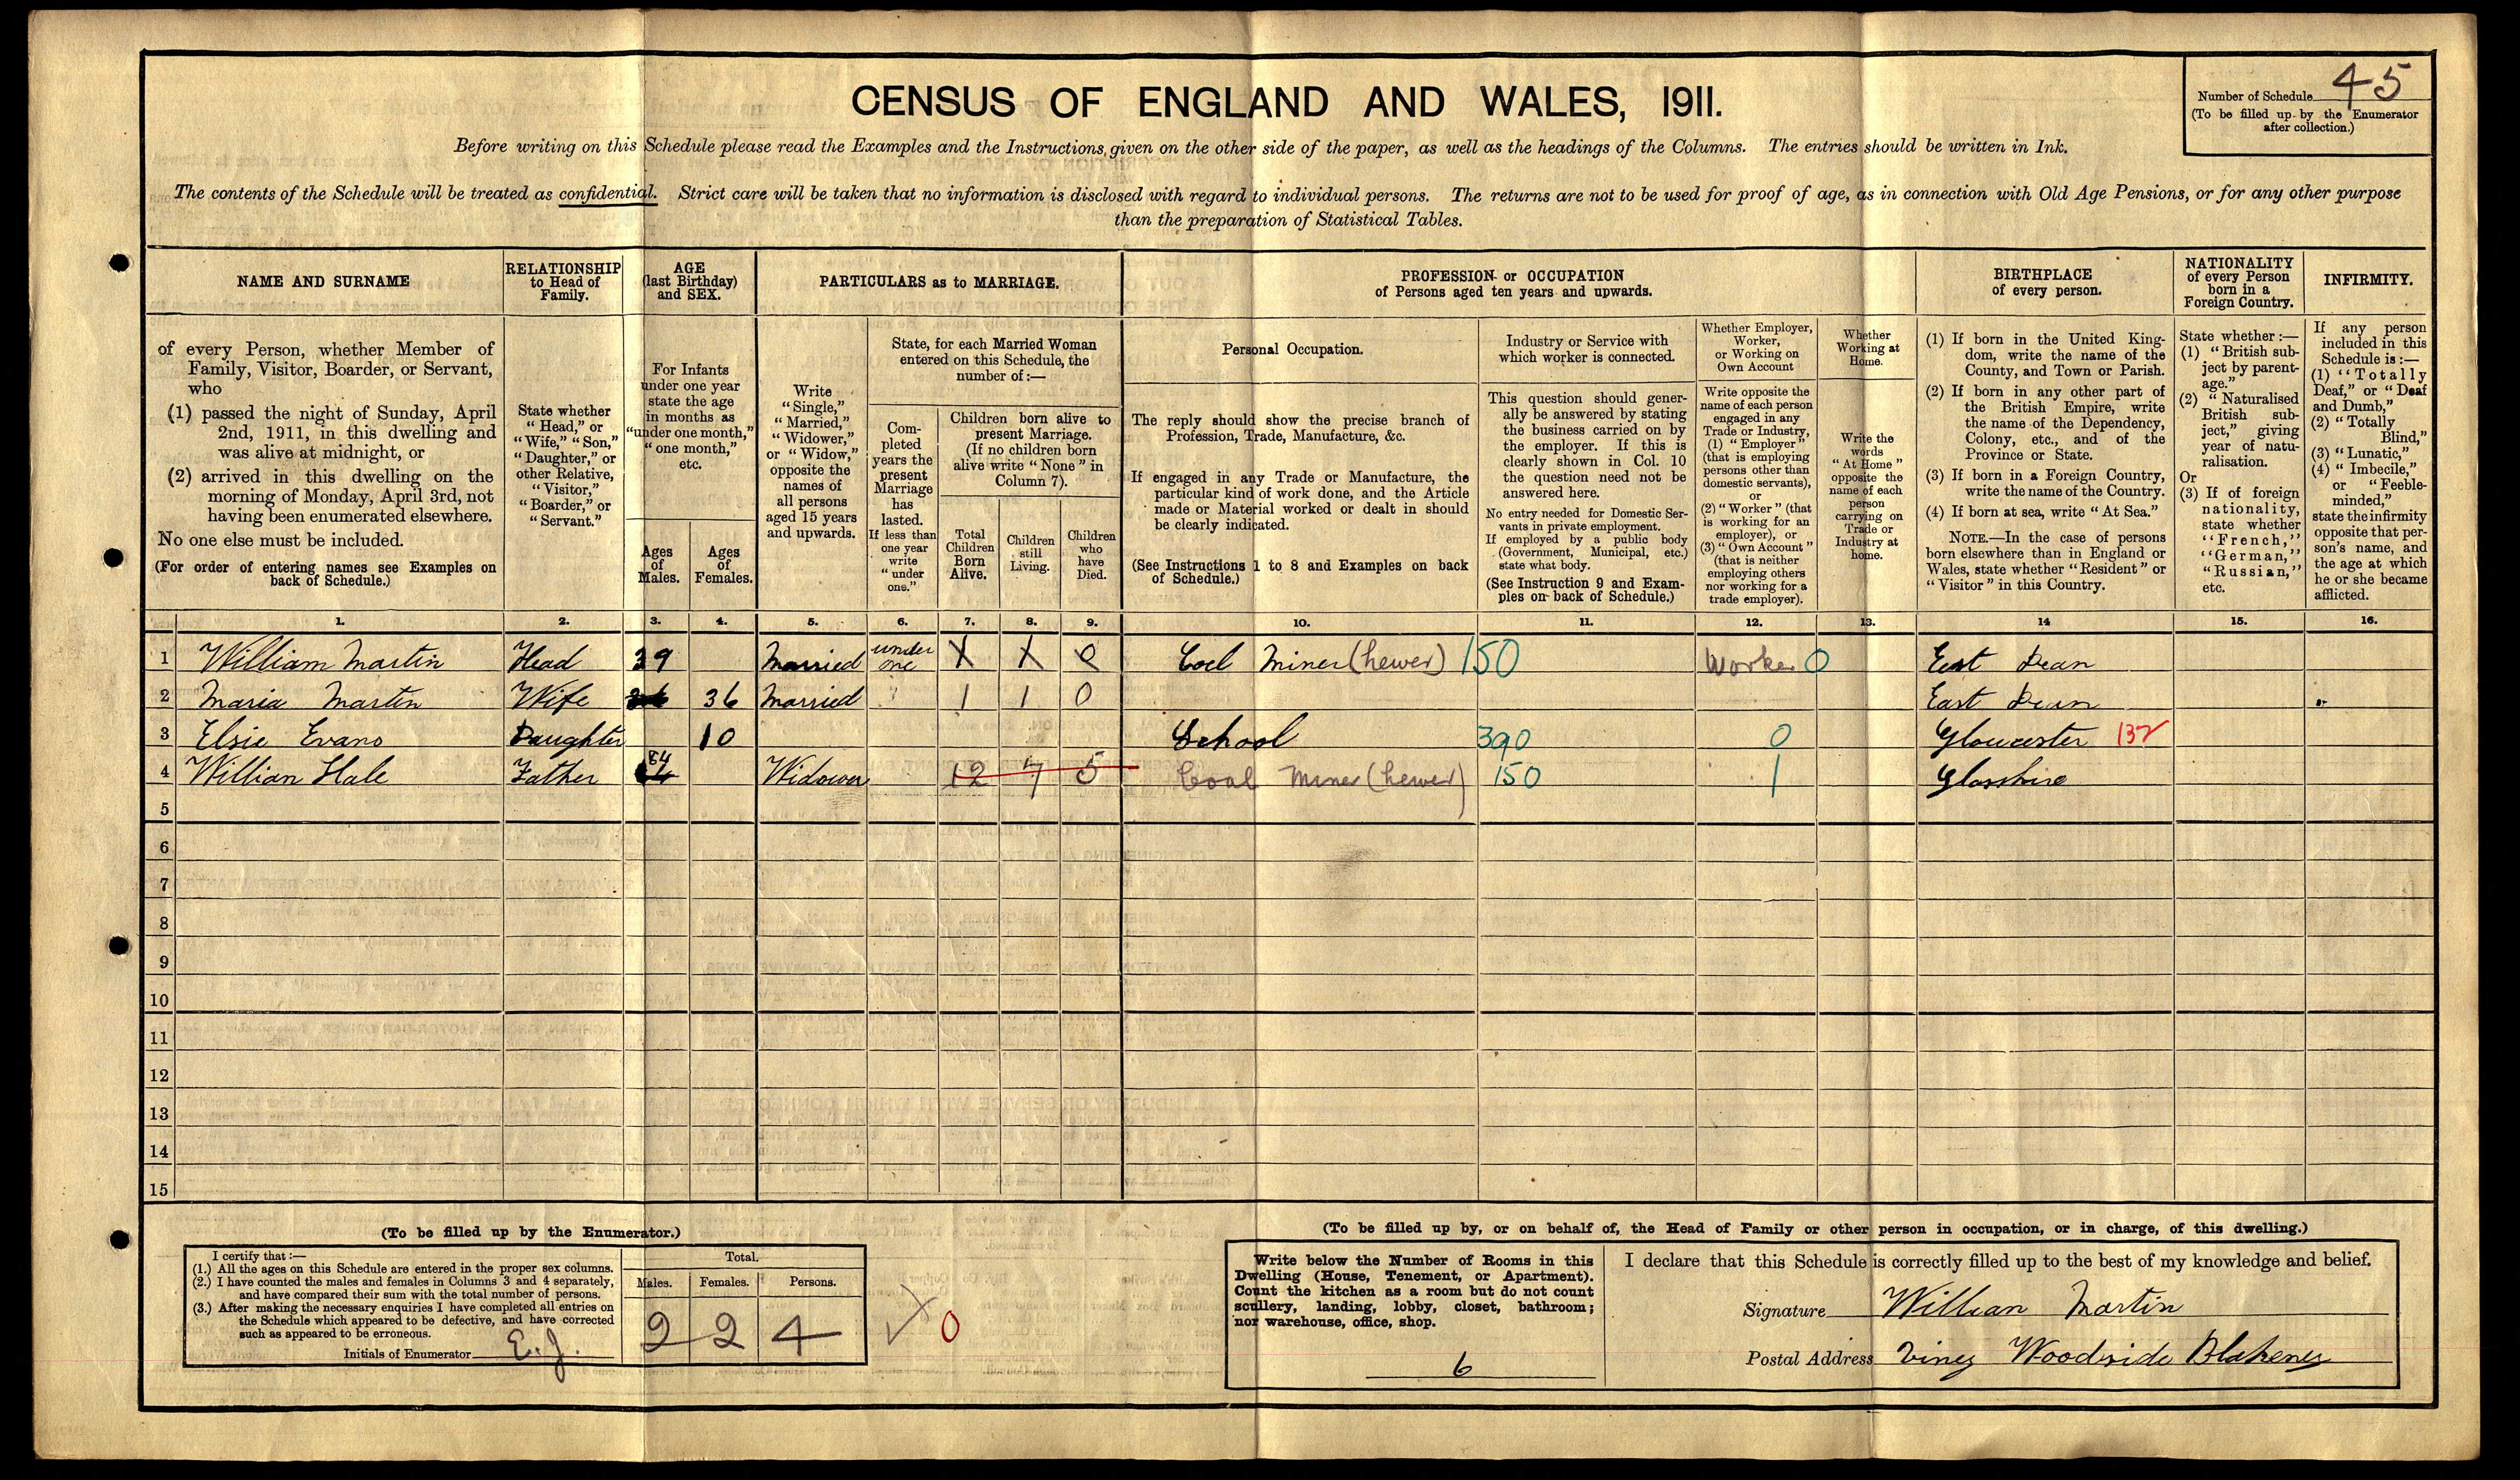 CENSUS OF ENGLAND AND WALES, 1911.
Number of Schedule 45
(To be filled up by the Enumerator
after collection.)
Before writing on this Schedule please read the Examples and the Instructions given on the other side of the paper, as well as the headings of the Columns. The entries should be written in Ink.
The contents of the Schedule will be treated as confidential. Strict care will be taken that no information is disclosed with regard to individual persons. The returns are not to be used for proof of age, as in connection with Old Age Pensions, or for any other purpose
than the preparation of Statistical Tables.
NAME AND SURNAME
of every Person, whether Member of
Family, Visitor, Boarder, or Servant,
who
(1) passed the night of Sunday, April
2nd, 1911, in this dwelling and
was alive at midnight, or
(2) arrived in this dwelling on the
morning of Monday, April 3rd, not
having been enumerated elsewhere.
No one else must be included.
(For order of entering names see Examples on
back of Schedule.)
RELATIONSHIP
to Head of
Family.
State whether
"Head," or
"Wife," "Son,"
"Daughter," or
other Relative,
"Visitor,"
"Boarder," or
"Servant."
AGE
(last Birthday)
and SEX.
For Infants
under one year
state the age
in months as
"under one month,"
"one month,"
etc.
Ages
of
Males.
Ages
of
Females.
PARTICULARS as to MARRIAGE.
Write
"Single,"
"Married,"
"Widower,"
or "Widow,"
opposite the
names of
all persons
aged 15 years
and upwards.
State, for each Married Woman
entered on this Schedule, the
number of:—
Com-
pleted
years the
present
Marriage
has
lasted.
If less than
one year
write
"under
one."
Children born alive to
present Marriage.
(If no children born
alive write "None" in
Column 7).
Total
Children
Born
Alive.
Children
still
Living.
Children
who
have
Died.
PROFESSION or OCCUPATION
of Persons aged ten years and upwards.
Personal Occupation.
The reply should show the precise branch of
Profession, Trade, Manufacture, &c.
If engaged in any Trade or Manufacture, the
particular kind of work done, and the Article
made or Material worked or dealt in should
be clearly indicated.
(See Instructions 1 to 8 and Examples on back
of Schedule.)
Industry or Service with
which worker is connected.
This question should gener-
ally be answered by stating
the business carried on by
the employer. If this is
clearly shown in Col. 10
the question need not be
answered here.
No entry needed for Domestic Ser-
vants in private employment.
If employed by a public body
(Government, Municipal, etc.)
state what body.
(See Instruction 9 and Exam-
ples on back of Schedule.)
Whether Employer,
Worker,
or Working on
Own Account
Write opposite the
name of each person
engaged in any
Trade or Industry,
(1) "Employer"
(that is employing
persons other than
domestic servants),
or
(2) "Worker" (that
is working for an
employer), or
(3) "Own Account"
(that is neither
employing others
nor working for a
trade employer).
Whether
Working at
Home.
Write the
words
"At Home"
opposite the
name of each
person
carrying on
Trade or
Industry at
home.
BIRTHPLACE
of every person.
(1) If born in the United King-
dom, write the name of the
County, and Town or Parish.
(2) If born in any other part of
the British Empire, write
the name of the Dependency,
Colony, etc., and of the
Province or State.
(3) If born in a Foreign Country,
write the name of the Country.
(4) If born at sea, write "At Sea."
NOTE.—In the case of persons
born elsewhere than in England or
Wales, state whether "Resident" or
"Visitor" in this Country.
NATIONALITY
of every Person
born in a
Foreign Country.
State whether:—
(1) "British sub-
ject by parent-
age."
(2) "Naturalised
British sub-
ject," giving
year of natu-
ralisation.
Or
(3) If of foreign
nationality,
state whether
"French,"
"German,"
"Russian,"
etc.
INFIRMITY.
If any person
included in this
Schedule is:—
(1) "Totally
Deaf," or "Deaf
and Dumb,"
(2) "Totally
Blind,"
(3) "Lunatic,"
(4) "Imbecile,"
or "Feeble-
minded,"
state the infirmity
opposite that per-
son's name, and
the age at which
he or she became
afflicted.
1. 2. 3. 4. 5. 6. 7. 8. 9. 10. 11. 12. 13. 14 15. 16.
1 William Martin Head 39 Married under one X X 0 Coel Miner (hewer) 150 Worker 0 East Dean
2 Maria Martin Wife 36 Married 1 1 0 East Dean
3 Elsie Evans Daughter 10 School 390 0 Gloucester 132
4 William Hale Father 64 Widower 12 7 5 Coal Miner (hewer) 150 1 Glosshire
5
6
7
8
9
10
11
12
13
14
15
(To be filled up by the Enumerator.)
I certify that:—
(1.) All the ages on this Schedule are entered in the proper sex columns.
(2.) I have counted the males and females in Columns 3 and 4 separately,
and have compared their sum with the total number of persons.
(3.) After making the necessary enquiries I have completed all entries on
the Schedule which appeared to be defective, and have corrected
such as appeared to be erroneous.
Initials of Enumerator E.J.
Total.
Males. Females. Persons.
2 2 4
0
(To be filled up by, or on behalf of, the Head of Family or other person in occupation, or in charge, of this dwelling.)
Write below the Number of Rooms in this
Dwelling (House, Tenement, or Apartment).
Count the kitchen as a room but do not count
scullery, landing, lobby, closet, bathroom;
nor warehouse, office, shop.
6
I declare that this Schedule is correctly filled up to the best of my knowledge and belief.
Signature William Martin
Postal Address Viney Woodside Blakeney